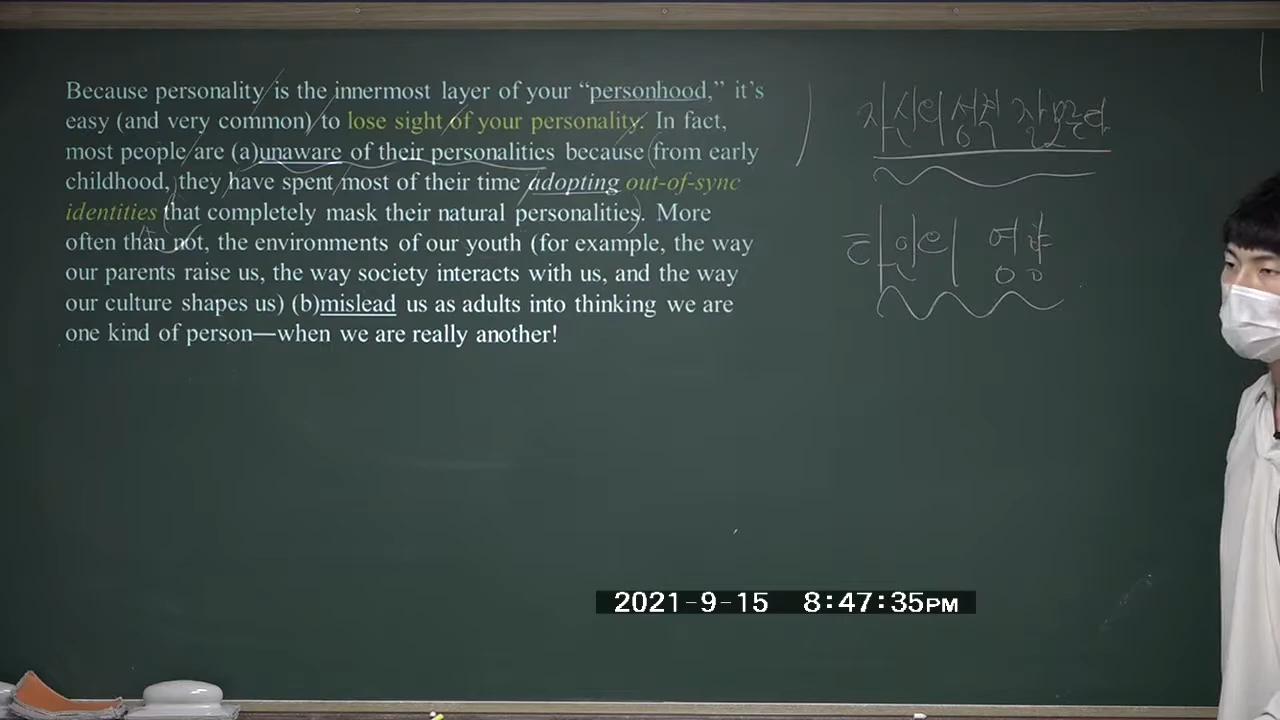 Because personality is the innermost layer of your “personhood,” it’s
easy (and very common) to lose sight of your personality. In fact,
most people are (a)unaware of their personalities because from early
childhood, they have spent most of their time adopting out-of-sync
identities that completely mask their natural personalities. More
often than not, the environments of our youth (for example, the way
our parents raise us, the way society interacts with us, and the way
our culture shapes us) (b)mislead us as adults into thinking we are
one kind of person—when we are really another!
자신의 성격 잘 모른다
타인의 영향
2021-9-15 8:47:35PM